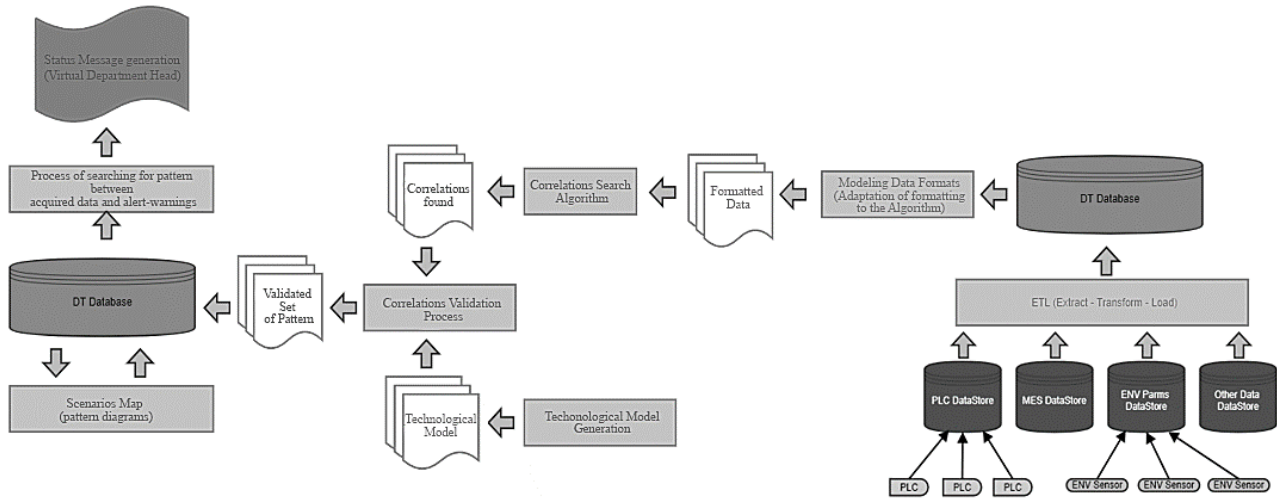 Status Message generation
(Virtual Department Head)
Process of searching for pattern
between
acquired data and alert-warnings
DT Database
Scenarios Map
(pattern diagrams)
Validated
Set
of Pattern
Correlations
found
Correlations Validation
Process
Technological
Model
Techonological Model
Generation
Correlations Search
Algorithm
Formatted
Data
Modeling Data Formats
(Adaptation of formatting
to the Algorithm)
DT Database
ETL (Extract - Transform - Load)
PLC DataStore
MES DataStore
ENV Parms
DataStore
Other Data
DataStore
PLC
PLC
PLC
ENV Sensor
ENV Sensor
ENV Sensor